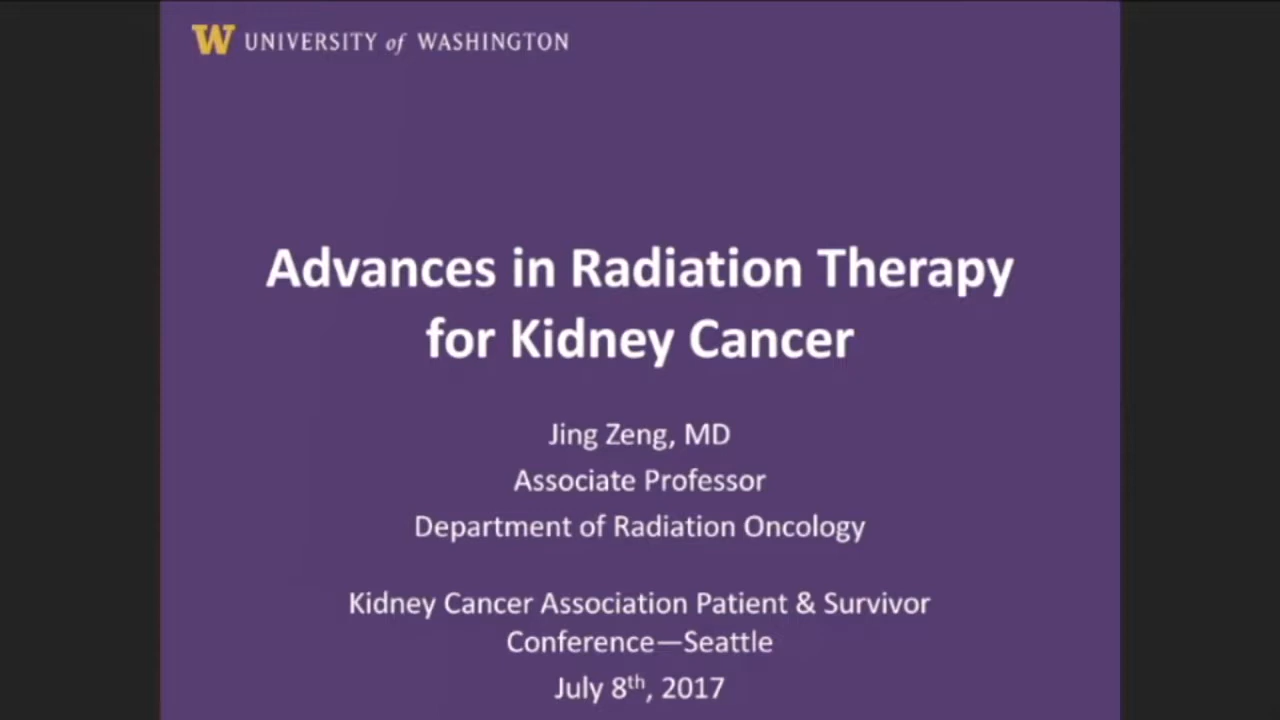 W UNIVERSITY of WASHINGTON
Advances in Radiation Therapy
for Kidney Cancer
Jing Zeng, MD
Associate Professor
Department of Radiation Oncology
Kidney Cancer Association Patient & Survivor
Conference—Seattle
July 8th, 2017